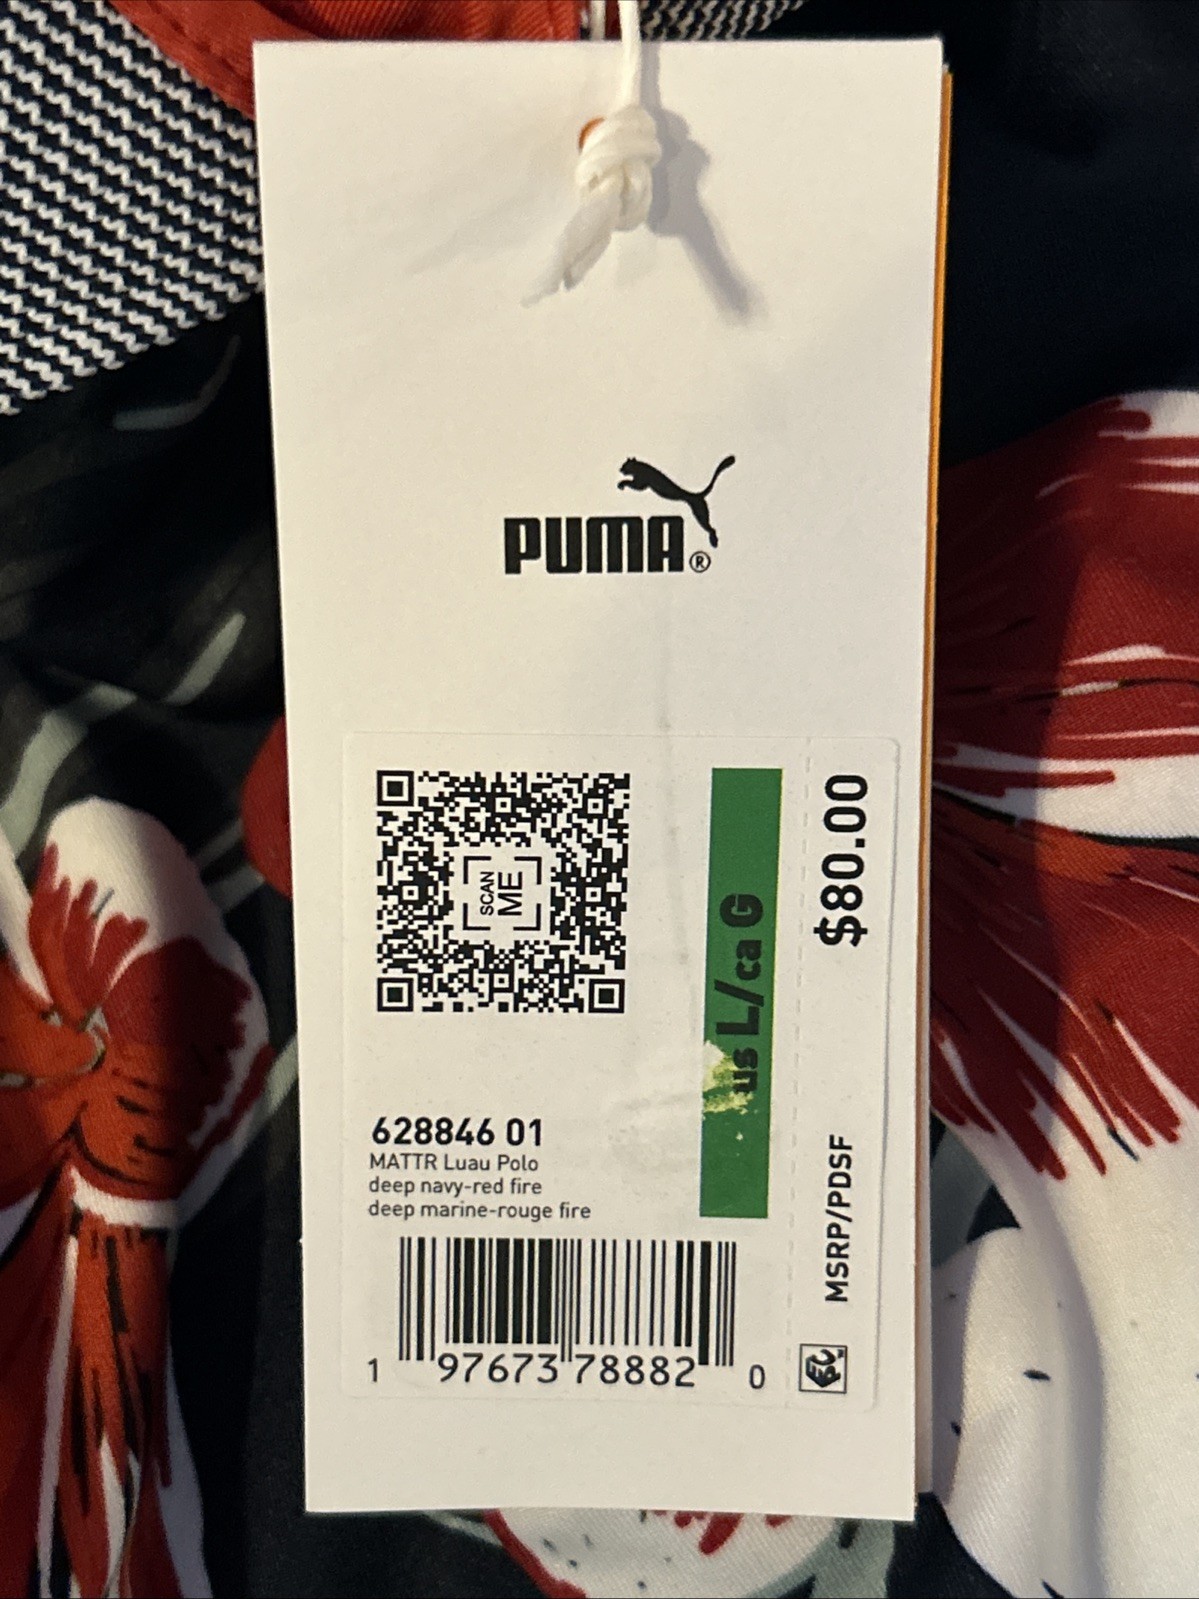 PUMA®
SCAN
ME
us L/ca G
$80.00
MSRP/PDSF
628846 01
MATTR Luau Polo
deep navy-red fire
deep marine-rouge fire
1 97673 78882 0